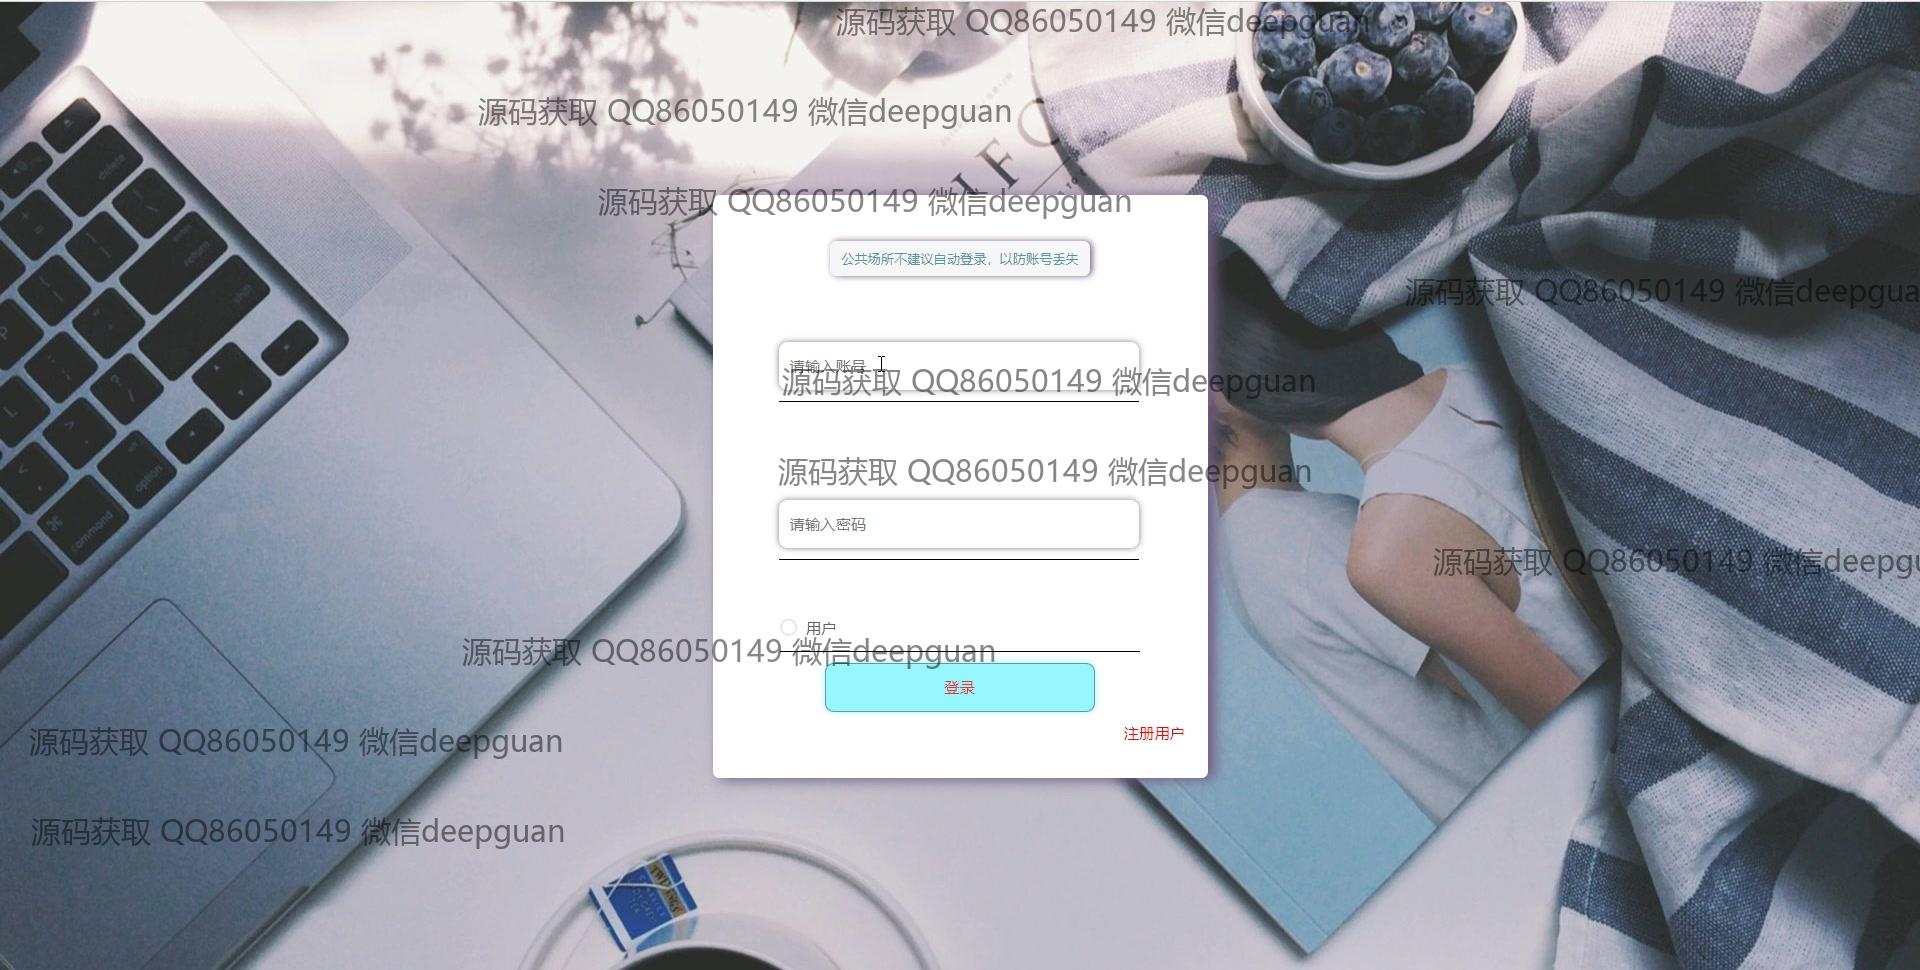 源码获取 QQ86050149 微信deepguan
源码获取 QQ86050149 微信deepguan
源码获取 QQ86050149 微信deepguan
公共场所不建议自动登录，以防账号丢失
源码获取 QQ86050149 微信deepgua
请输入账号
源码获取 QQ86050149 微信deepguan
源码获取 QQ86050149 微信deepguan
请输入密码
源码获取 QQ86050149 微信deepgu
用户
源码获取 QQ86050149 微信deepguan
登录
注册用户
源码获取 QQ86050149 微信deepguan
源码获取 QQ86050149 微信deepguan
delete
return
shift
option
command
TWININGS